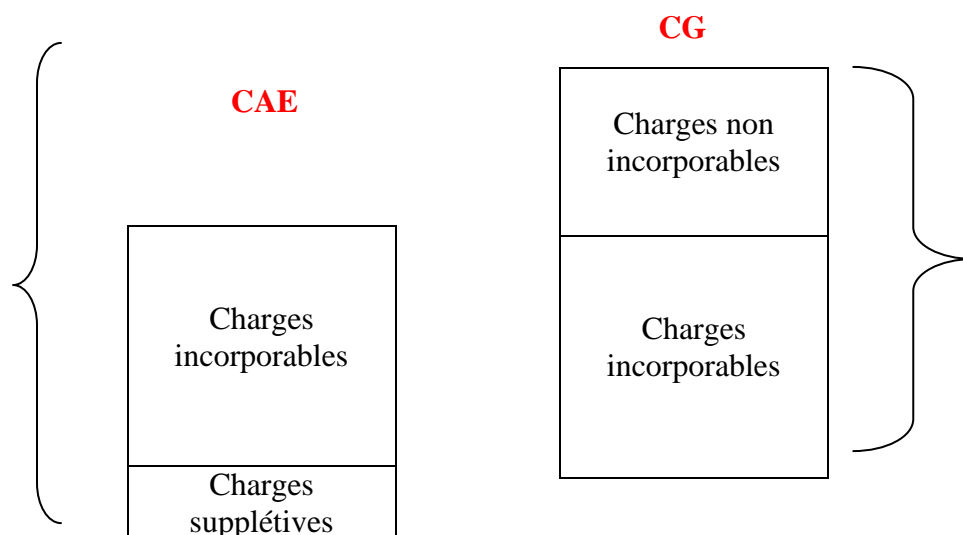 CG
CAE
Charges non
incorporables
Charges
incorporables
Charges
incorporables
Charges
supplétives